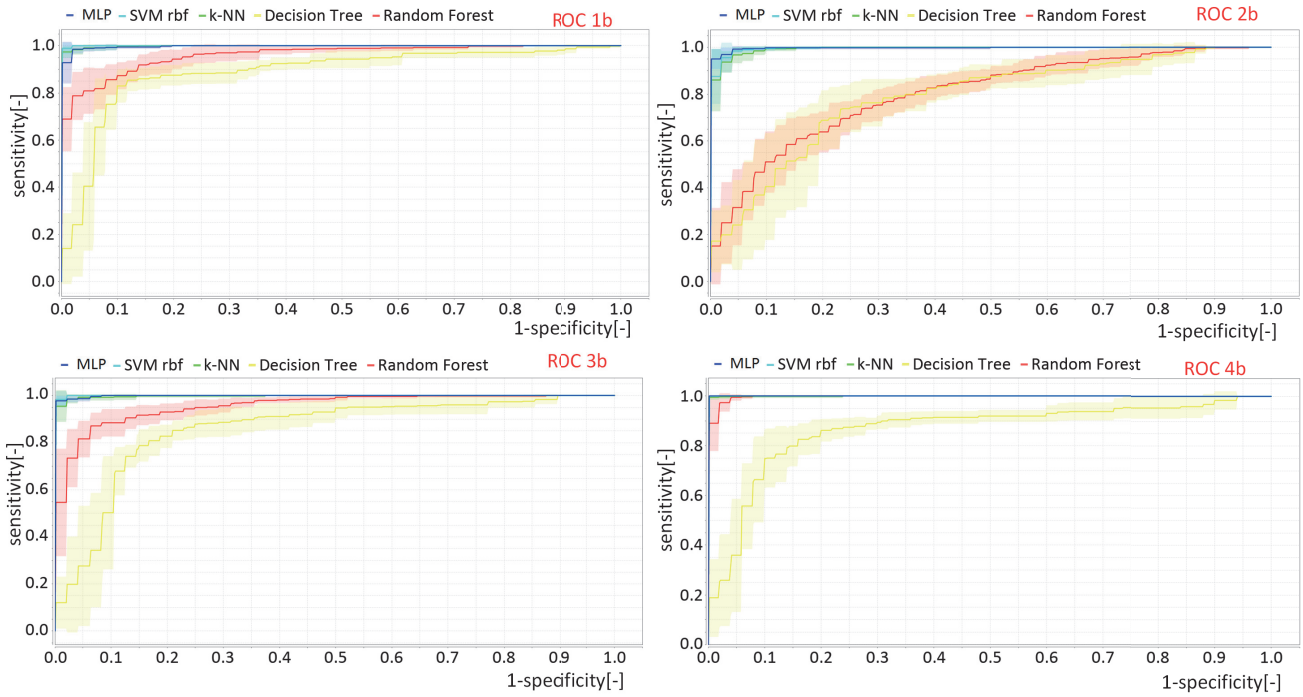 MLP SVM rbf k-NN Decision Tree Random Forest
ROC 1b
sensitivity[-]
1.0
0.8
0.6
0.4
0.2
0.0
0.0 0.1 0.2 0.3 0.4 0.5 0.6 0.7 0.8 0.9 1.0
1-specificity[-]
MLP SVM rbf k-NN Decision Tree Random Forest
ROC 2b
sensitivity[-]
1.0
0.8
0.6
0.4
0.2
0.0
0.0 0.1 0.2 0.3 0.4 0.5 0.6 0.7 0.8 0.9 1.0
1-specificity[-]
MLP SVM rbf k-NN Decision Tree Random Forest
ROC 3b
sensitivity[-]
1.0
0.8
0.6
0.4
0.2
0.0
0.0 0.1 0.2 0.3 0.4 0.5 0.6 0.7 0.8 0.9 1.0
1-specificity[-]
MLP SVM rbf k-NN Decision Tree Random Forest
ROC 4b
sensitivity[-]
1.0
0.8
0.6
0.4
0.2
0.0
0.0 0.1 0.2 0.3 0.4 0.5 0.6 0.7 0.8 0.9 1.0
1-specificity[-]